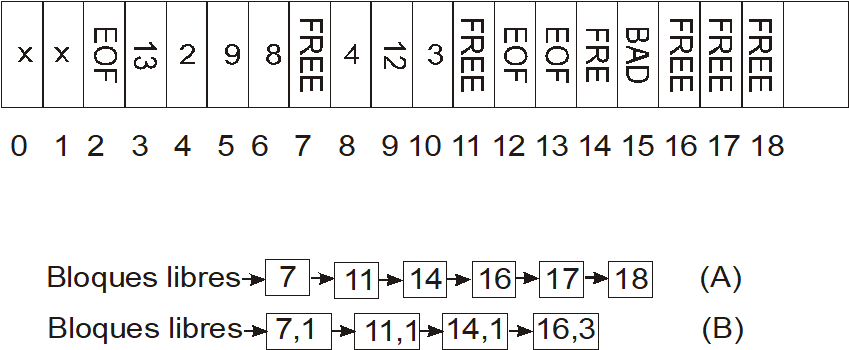 x x EOF 13 2 9 8 FREE 4 12 3 FREE EOF EOF FRE BAD FREE FREE FREE
0 1 2 3 4 5 6 7 8 9 10 11 12 13 14 15 16 17 18
Bloques libres 7 11 14 16 17 18 (A)
Bloques libres 7,1 11,1 14,1 16,3 (B)